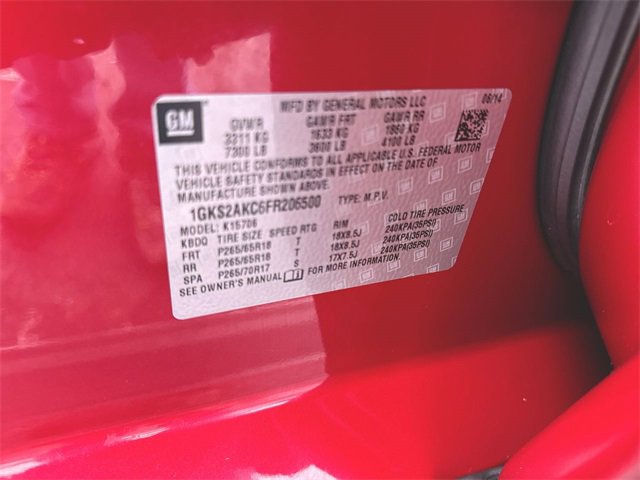 GM
MFD BY GENERAL MOTORS LLC 06/14
GVWR GAWR FRT GAWR RR
3311 KG 1633 KG 1860 KG
7300 LB 3600 LB 4100 LB
THIS VEHICLE CONFORMS TO ALL APPLICABLE U.S. FEDERAL MOTOR
VEHICLE SAFETY STANDARDS IN EFFECT ON THE DATE OF
MANUFACTURE SHOWN ABOVE.
1GKS2AKC6FR206500 TYPE: M.P.V.
MODEL: K15706
KBDQ TIRE SIZE SPEED RTG RIM COLD TIRE PRESSURE
FRT P265/65R18 T 18X8.5J 240KPA(35PSI)
RR P265/65R18 T 18X8.5J 240KPA(35PSI)
SPA P265/70R17 S 17X7.5J 240KPA(35PSI)
SEE OWNER'S MANUAL FOR MORE INFORMATION.